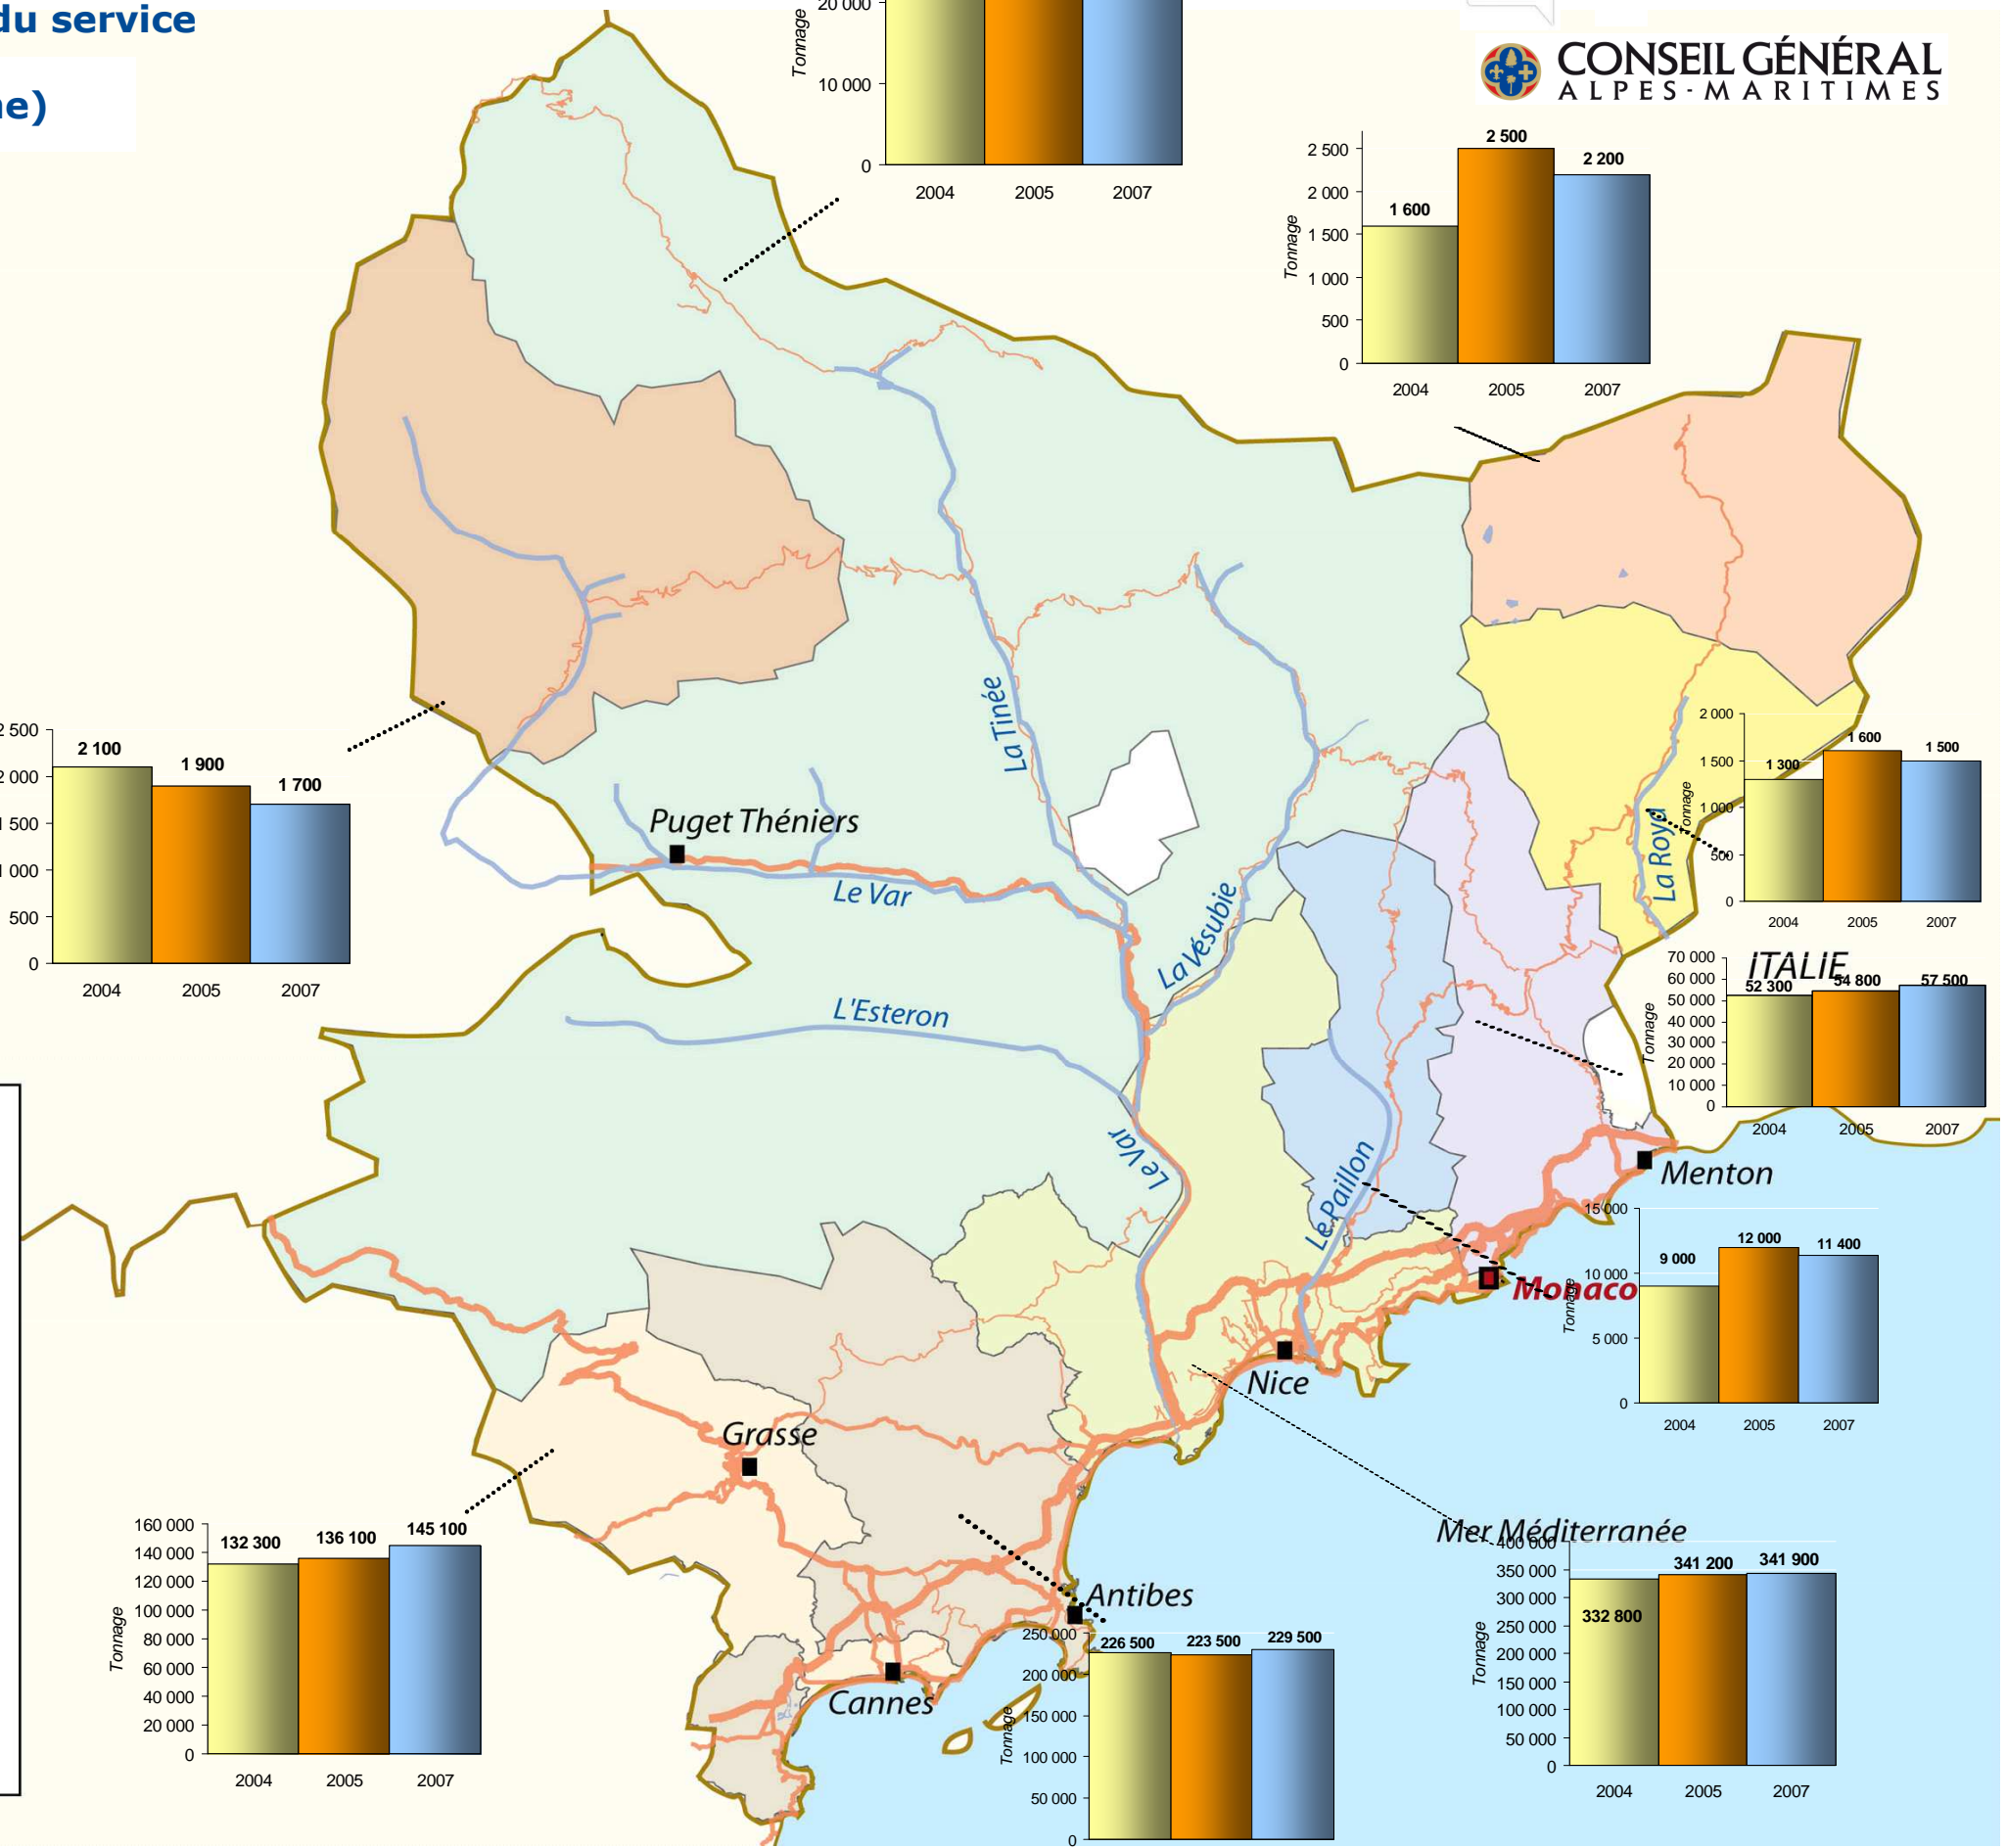 du service
ne)
CONSEIL GÉNÉRAL
ALPES-MARITIMES
Tonnage
20 000
10 000
0
2004 2005 2007
Tonnage
2 500
2 000
1 500
1 000
500
0
1 600 2 500 2 200
2004 2005 2007
2 500
2 000
1 500
1 000
500
0
2 100 1 900 1 700
2004 2005 2007
La Tinée
Puget Théniers
Le Var
La Vésubie
L'Esteron
Le Var
Le Paillon
La Roya
Tonnage
2 000
1 500
1 000
500
0
1 300 1 600 1 500
2004 2005 2007
ITALIE
Tonnage
70 000
60 000
50 000
40 000
30 000
20 000
10 000
0
52 300 54 800 57 500
2004 2005 2007
Menton
Monaco
Tonnage
15 000
10 000
5 000
0
9 000 12 000 11 400
2004 2005 2007
Nice
Grasse
Antibes
Cannes
Mer Méditerranée
Tonnage
160 000
140 000
120 000
100 000
80 000
60 000
40 000
20 000
0
132 300 136 100 145 100
2004 2005 2007
Tonnage
250 000
200 000
150 000
100 000
50 000
0
226 500 223 500 229 500
Tonnage
400 000
350 000
300 000
250 000
200 000
150 000
100 000
50 000
0
332 800 341 200 341 900
2004 2005 2007